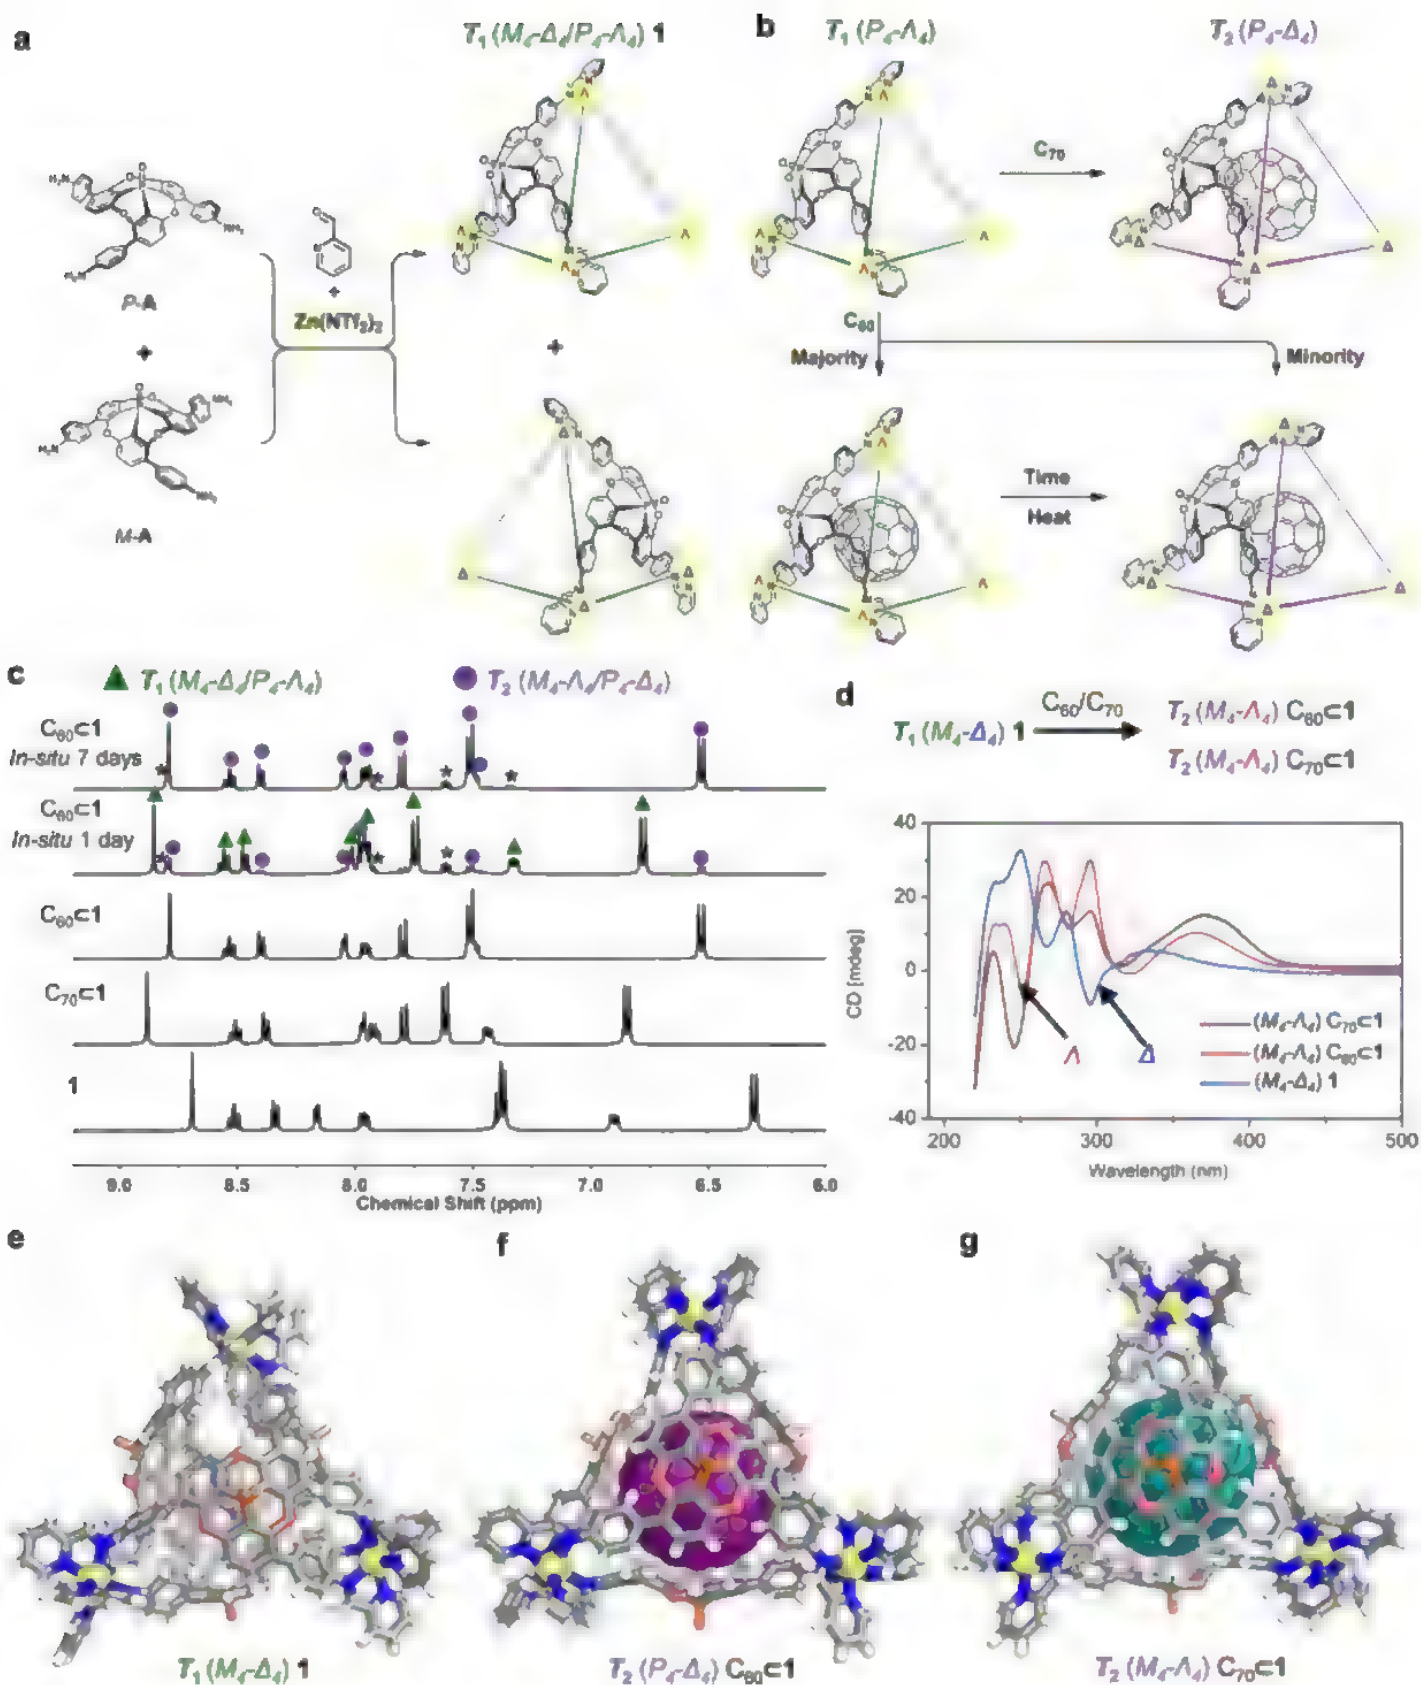 a
T₁ (M₄-Δ₄/P₄-Λ₄) 1
P-A
+
M-A
+
Zn(NTf₂)₂
+
b
T₁ (P₄-Λ₄)
T₂ (P₄-Δ₄)
C₇₀
C₆₀
Majority
Minority
Time
Heat
c
T₁ (M₄-Δ₄/P₄-Λ₄)
T₂ (M₄-Λ₄/P₄-Δ₄)
C₆₀⊂1
In-situ 7 days
C₆₀⊂1
In-situ 1 day
C₆₀⊂1
C₇₀⊂1
1
9.0 8.5 8.0 7.5 7.0 6.5 6.0
Chemical Shift (ppm)
d
T₁ (M₄-Δ₄) 1
C₆₀/C₇₀
T₂ (M₄-Λ₄) C₆₀⊂1
T₂ (M₄-Λ₄) C₇₀⊂1
40
20
0
-20
-40
CD [mdeg]
Λ
Δ
(M₄-Λ₄) C₇₀⊂1
(M₄-Λ₄) C₆₀⊂1
(M₄-Δ₄) 1
200 300 400 500
Wavelength (nm)
e
f
g
T₁ (M₄-Δ₄) 1
T₂ (P₄-Δ₄) C₆₀⊂1
T₂ (M₄-Λ₄) C₇₀⊂1